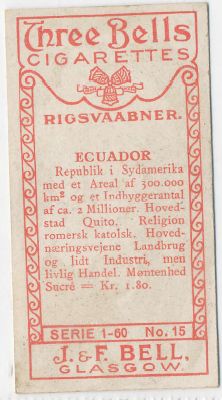 Three Bells
CIGARETTES
RIGSVAABNER.
ECUADOR
Republik i Sydamerika
med et Areal af 300.000
km² og et Indbyggerantal
af ca. 2 Millioner. Hoved-
stad Quito. Religion
romersk katolsk. Hoved-
næringsvejene Landbrug
og lidt Industri, men
livlig Handel. Møntenhed
Sucré = Kr. 1.80.
SERIE 1-60 No. 15
J. & F. BELL,
GLASGOW.